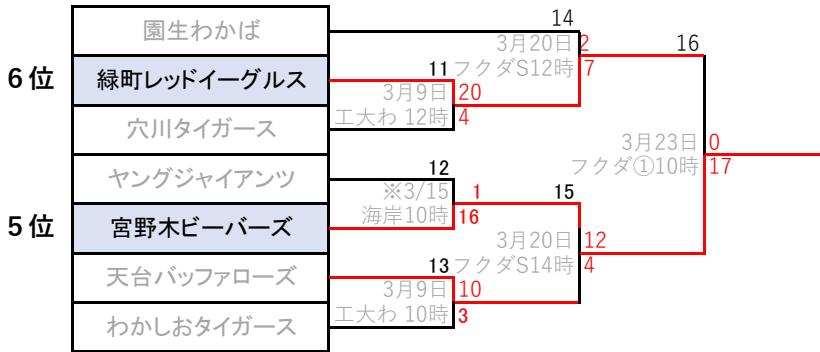 園生わかば
14
3月20日 2
16
6位
緑町レッドイーグルス
11
フクダS12時 7
3月9日 20
穴川タイガース
工大わ 12時 4
3月23日 0
ヤングジャイアンツ
12
フクダ①10時 17
※3/15 1
15
5位
宮野木ビーバーズ
海岸10時 16
3月20日 12
天台バッファローズ
13
フクダS14時 4
3月9日 10
わかしおタイガース
工大わ 10時 3